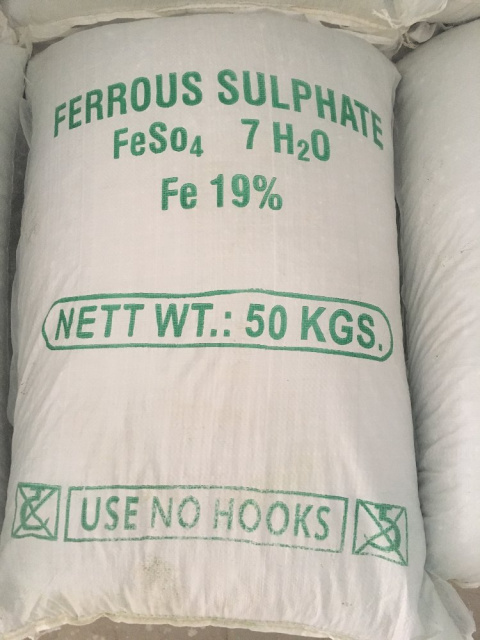 FERROUS SULPHATE
FeSo₄ 7 H₂O
Fe 19%
NETT WT.: 50 KGS.
USE NO HOOKS